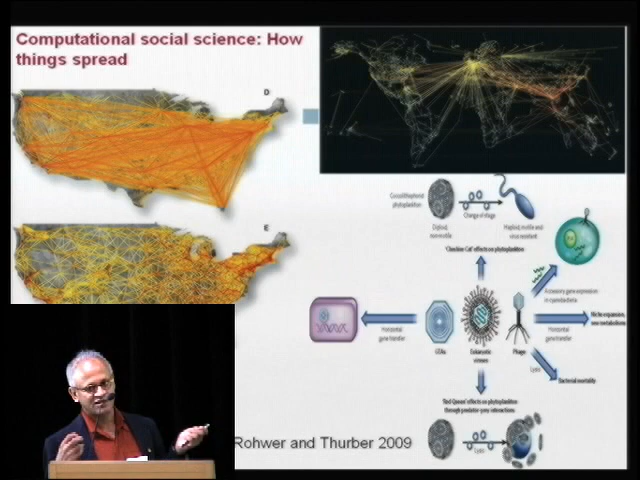 Computational social science: How
things spread
D
E
Coccolithophorid
phytoplankton
Diploid,
non-motile
Change of stage
Haploid, motile and
virus resistant
'Cheshire Cat' effects on phytoplankton
Accessory gene expression
in cyanobacteria
Horizontal
gene transfer
GTAs
Eukaryotic
viruses
Phage
Horizontal
gene transfer
Niche expansion,
new metabolisms
Lysis
Bacterial mortality
'Red Queen' effects on phytoplankton
through predator-prey interactions
Lysis
Rohwer and Thurber 2009